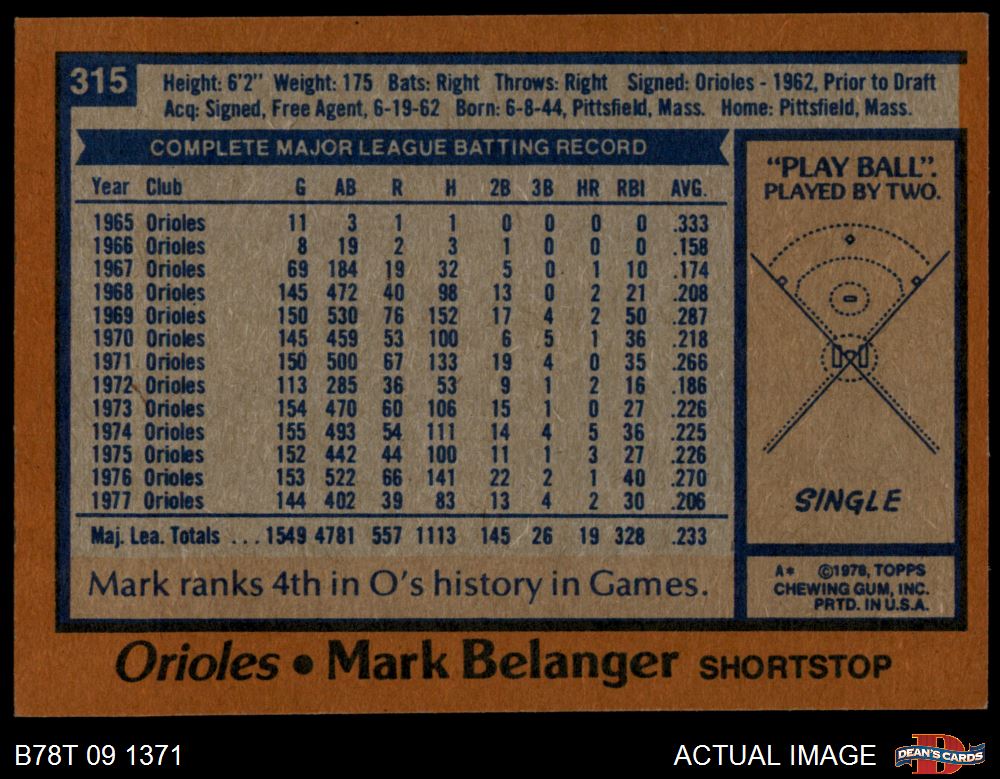 315
Height: 6'2" Weight: 175 Bats: Right Throws: Right Signed: Orioles - 1962, Prior to Draft
Acq: Signed, Free Agent, 6-19-62 Born: 6-8-44, Pittsfield, Mass. Home: Pittsfield, Mass.
COMPLETE MAJOR LEAGUE BATTING RECORD
Year Club G AB R H 2B 3B HR RBI AVG.
1965 Orioles 11 3 1 1 0 0 0 0 .333
1966 Orioles 8 19 2 3 1 0 0 0 .158
1967 Orioles 69 184 19 32 5 0 1 10 .174
1968 Orioles 145 472 40 98 13 0 2 21 .208
1969 Orioles 150 530 76 152 17 4 2 50 .287
1970 Orioles 145 459 53 100 6 5 1 36 .218
1971 Orioles 150 500 67 133 19 4 0 35 .266
1972 Orioles 113 285 36 53 9 1 2 16 .186
1973 Orioles 154 470 60 106 15 1 0 27 .226
1974 Orioles 155 493 54 111 14 4 5 36 .225
1975 Orioles 152 442 44 100 11 1 3 27 .226
1976 Orioles 153 522 66 141 22 2 1 40 .270
1977 Orioles 144 402 39 83 13 4 2 30 .206
Maj. Lea. Totals ... 1549 4781 557 1113 145 26 19 328 .233
Mark ranks 4th in O's history in Games.
"PLAY BALL".
PLAYED BY TWO.
SINGLE
A* ©1978, TOPPS
CHEWING GUM, INC.
PRTD. IN U.S.A.
Orioles • Mark Belanger SHORTSTOP
B78T 09 1371
ACTUAL IMAGE
DEAN'S CARDS